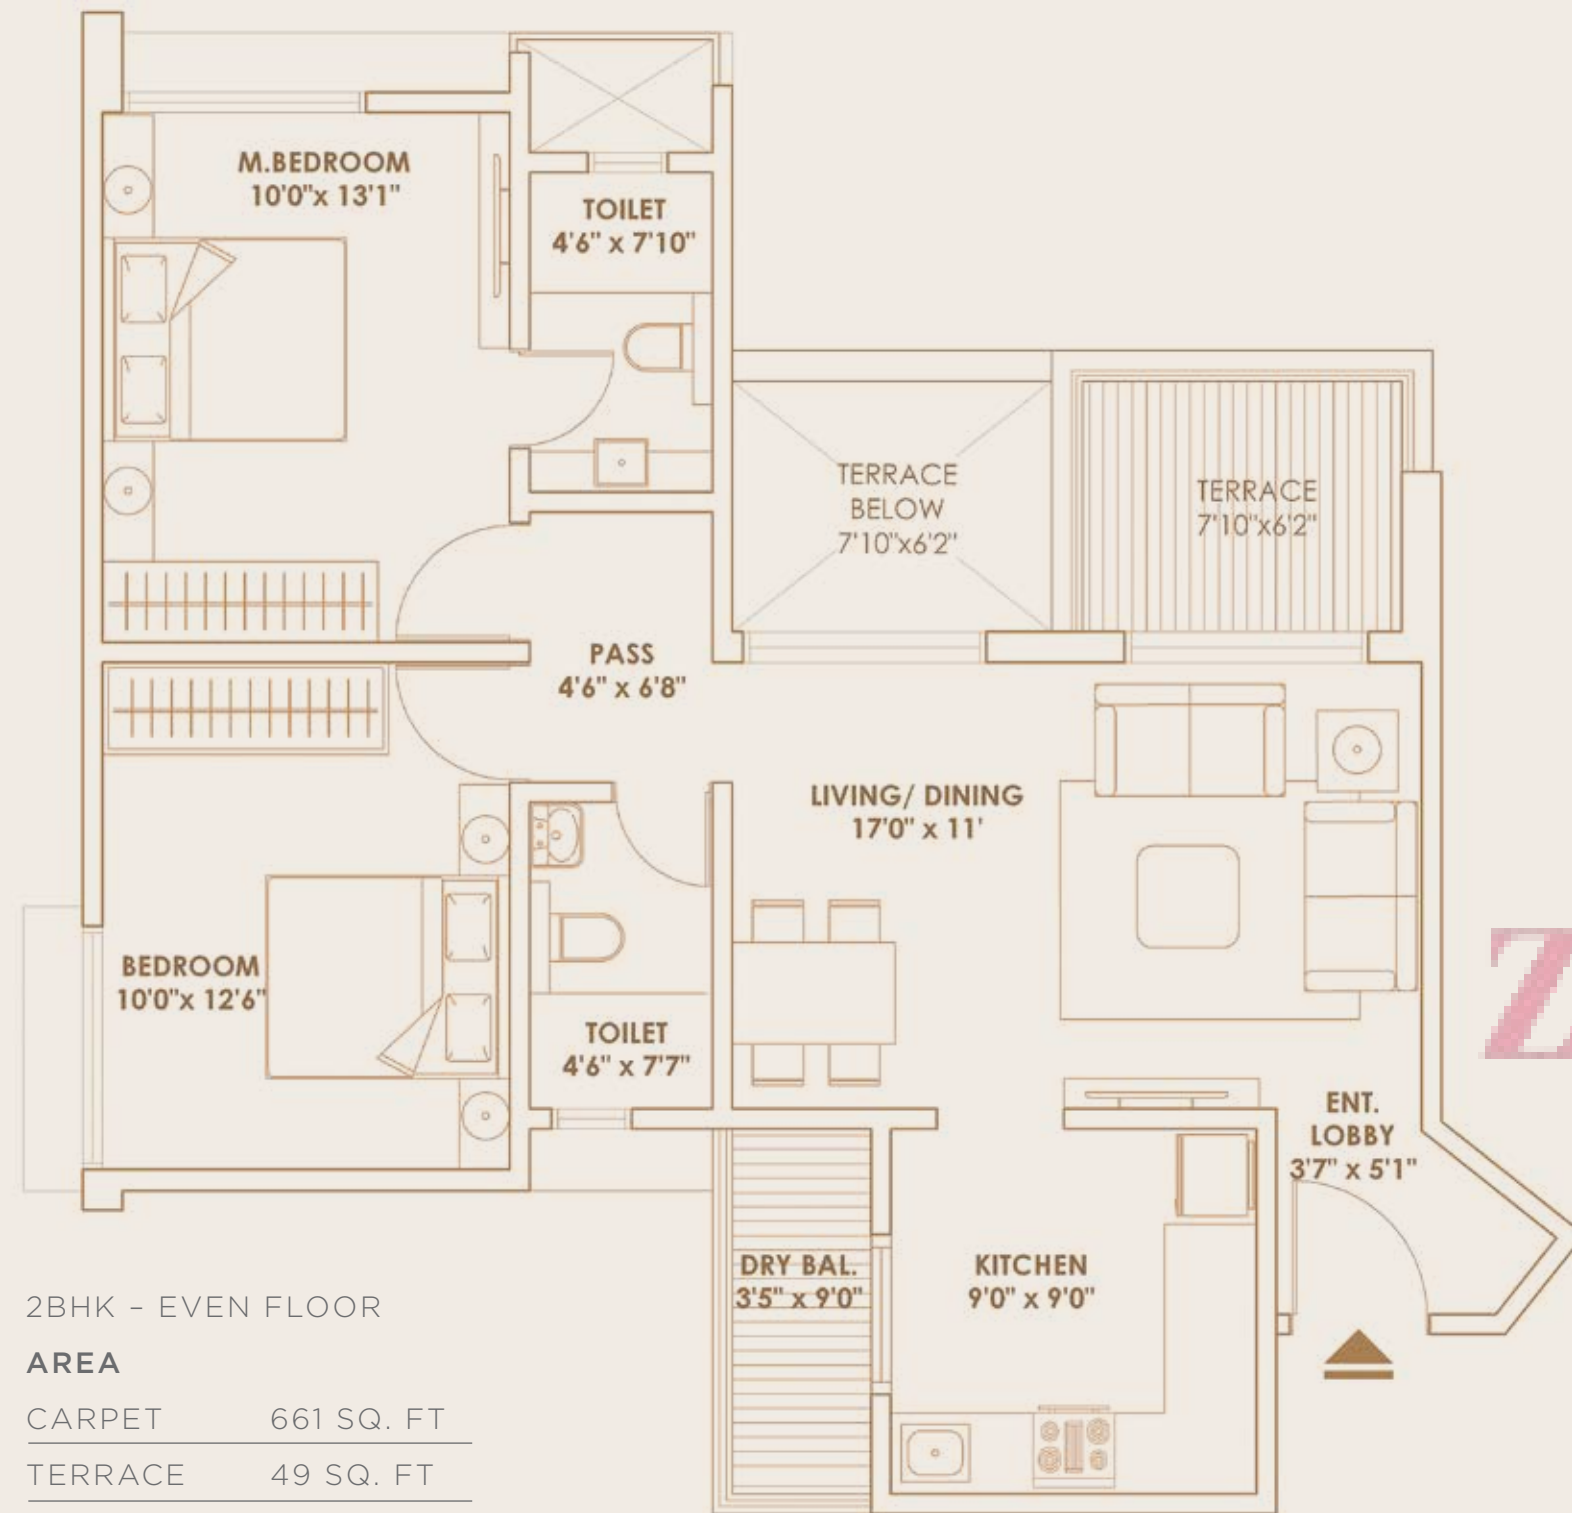 M.BEDROOM
10'0"x 13'1"
TOILET
4'6" x 7'10"
TERRACE
BELOW
7'10"x6'2"
TERRACE
7'10"x6'2"
PASS
4'6" x 6'8"
LIVING/ DINING
17'0" x 11'
BEDROOM
10'0"x 12'6"
TOILET
4'6" x 7'7"
ENT.
LOBBY
3'7" x 5'1"
DRY BAL.
3'5" x 9'0"
KITCHEN
9'0" x 9'0"
Z
2BHK – EVEN FLOOR
AREA
CARPET 661 SQ. FT
TERRACE 49 SQ. FT